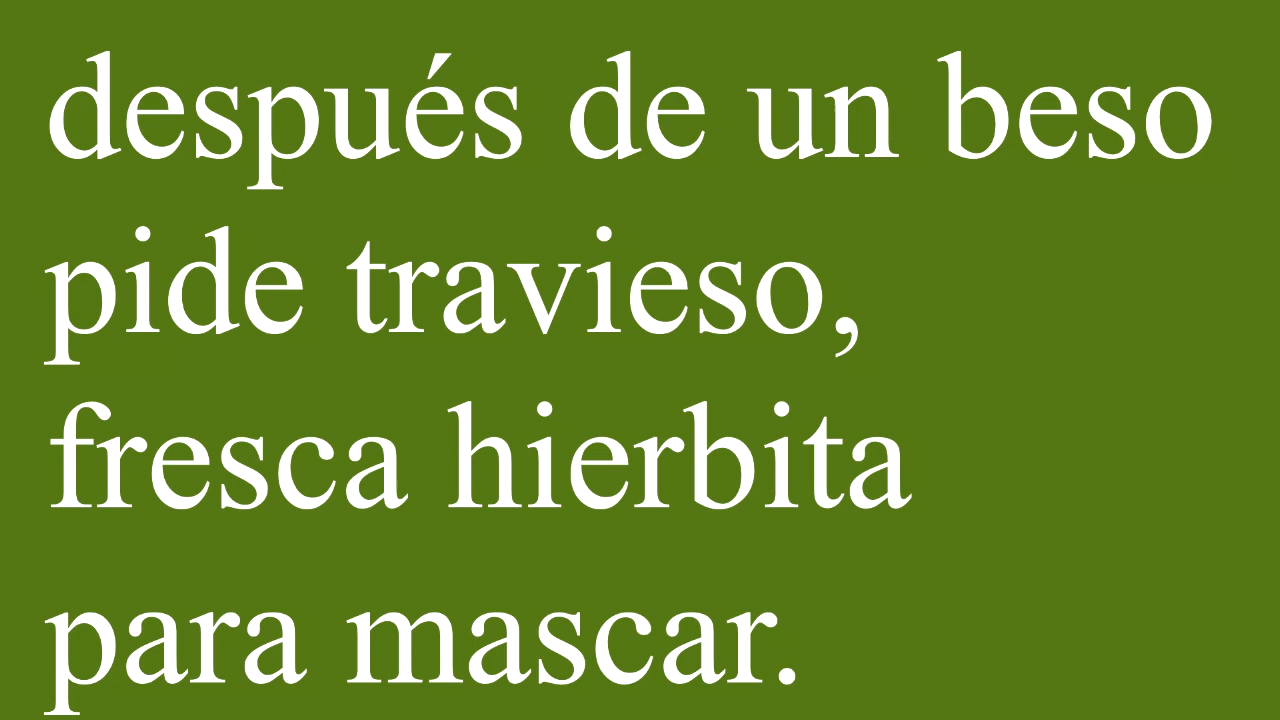 después de un beso
pide travieso,
fresca hierbita
para mascar.